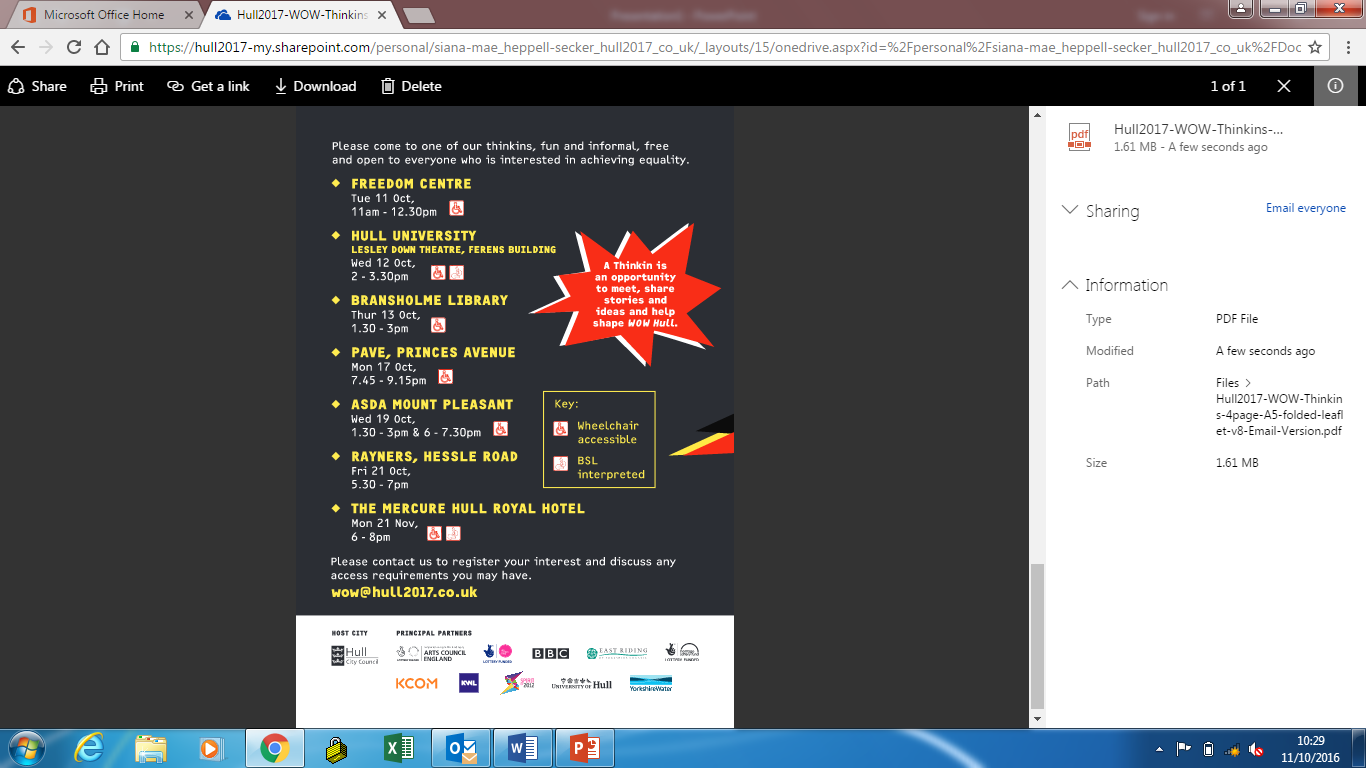 Microsoft Office Home
Hull2017-WOW-Thinkins
https://hull2017-my.sharepoint.com/personal/siana-mae_heppell-secker_hull2017_co_uk/_layouts/15/onedrive.aspx?id=%2Fpersonal%2Fsiana-mae_heppell-secker_hull2017_co_uk%2FDoc
Share
Print
Get a link
Download
Delete
1 of 1
Please come to one of our thinkins, fun and informal, free
and open to everyone who is interested in achieving equality.
FREEDOM CENTRE
Tue 11 Oct,
11am - 12.30pm
HULL UNIVERSITY
LESLEY DOWN THEATRE, FERENS BUILDING
Wed 12 Oct,
2 - 3.30pm
BRANSHOLME LIBRARY
Thur 13 Oct,
1.30 - 3pm
PAVE, PRINCES AVENUE
Mon 17 Oct,
7.45 - 9.15pm
ASDA MOUNT PLEASANT
Wed 19 Oct,
1.30 - 3pm & 6 - 7.30pm
RAYNERS, HESSLE ROAD
Fri 21 Oct,
5.30 - 7pm
THE MERCURE HULL ROYAL HOTEL
Mon 21 Nov,
6 - 8pm
A Thinkin is
an opportunity
to meet, share
stories and
ideas and help
shape WOW Hull.
Key:
Wheelchair
accessible
BSL
interpreted
Please contact us to register your interest and discuss any
access requirements you may have.
wow@hull2017.co.uk
HOST CITY
PRINCIPAL PARTNERS
Hull
City Council
ARTS COUNCIL
ENGLAND
LOTTERY FUNDED
BBC
EAST RIDING
LOTTERY FUNDED
KCOM
KWL
SPIRIT
OF 2012
UNIVERSITY OF Hull
YorkshireWater
pdf
Hull2017-WOW-Thinkins-...
1.61 MB - A few seconds ago
Sharing
Email everyone
Information
Type
PDF File
Modified
A few seconds ago
Path
Files >
Hull2017-WOW-Thinkin
s-4page-A5-folded-leafl
et-v8-Email-Version.pdf
Size
1.61 MB
10:29
11/10/2016